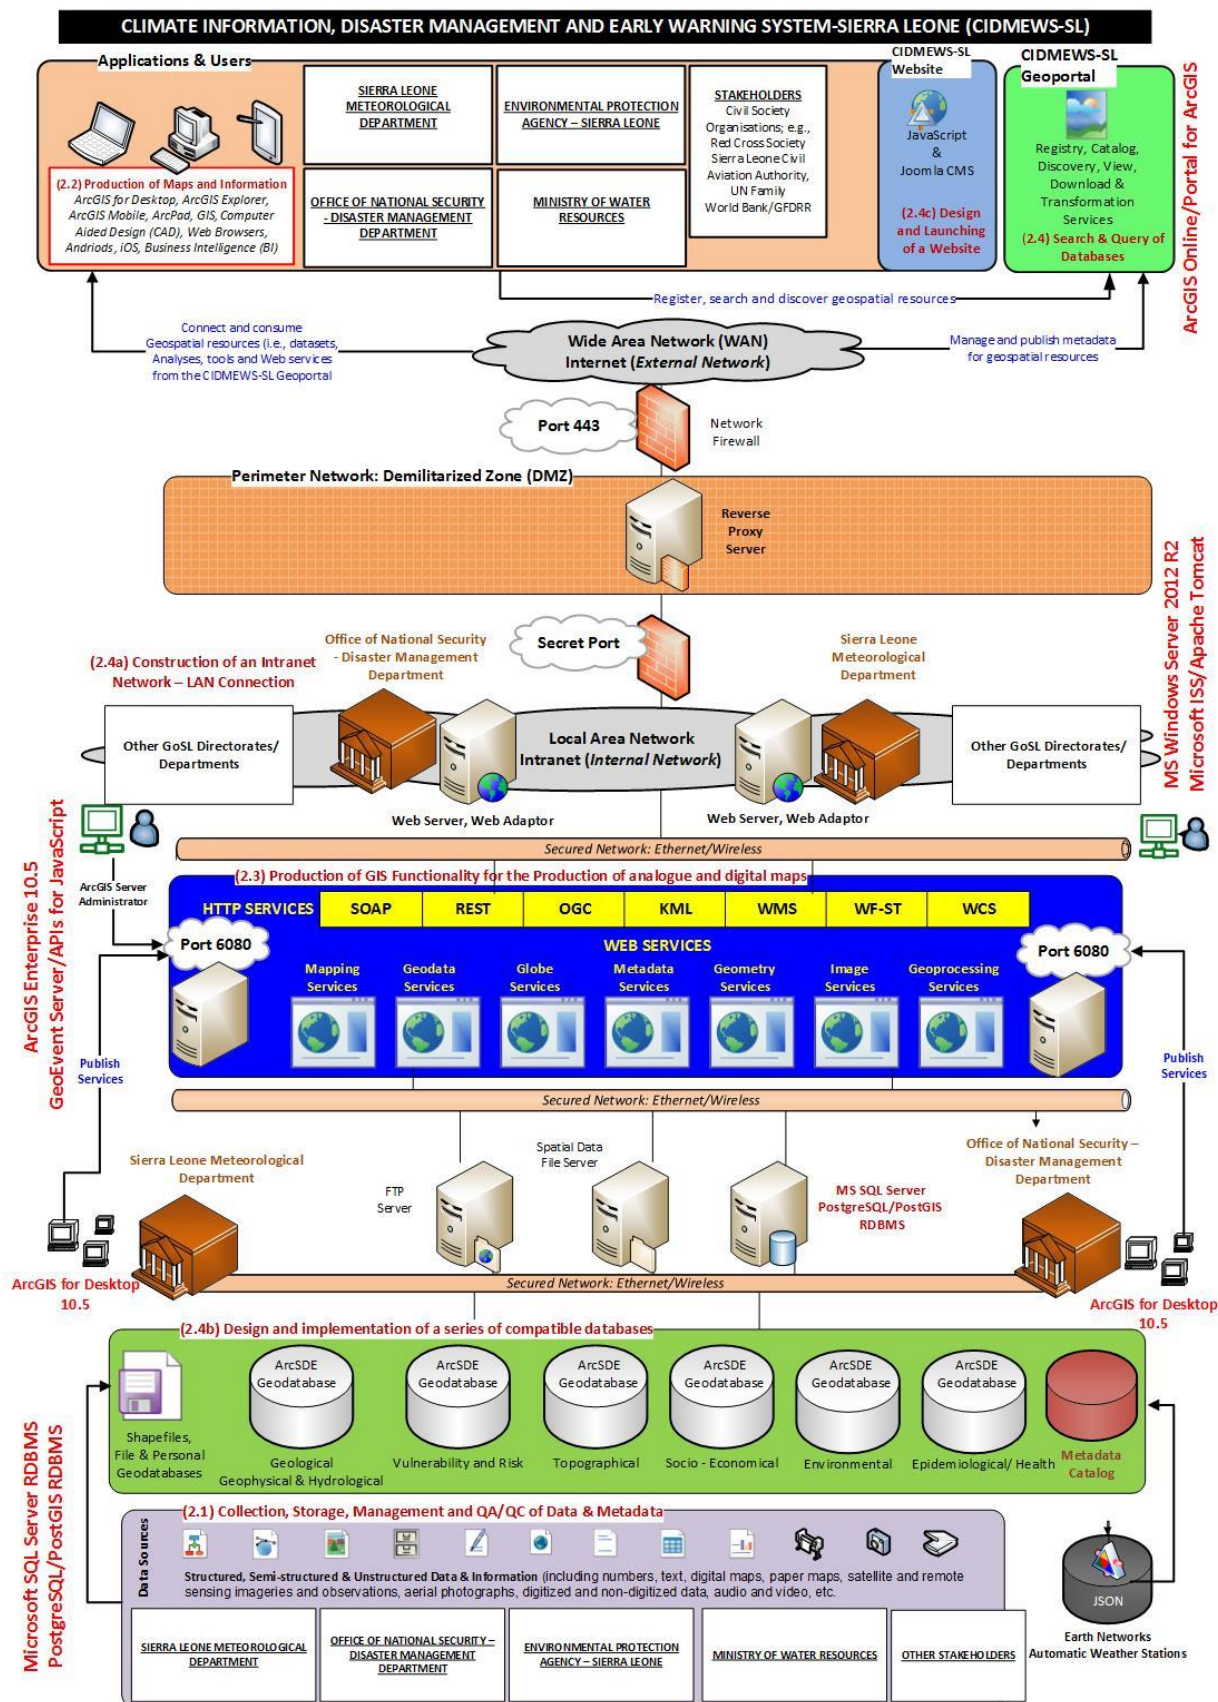 CLIMATE INFORMATION, DISASTER MANAGEMENT AND EARLY WARNING SYSTEM-SIERRA LEONE (CIDMEWS-SL)
Applications & Users
(2.2) Production of Maps and Information
ArcGIS for Desktop, ArcGIS Explorer,
ArcGIS Mobile, ArcPad, GIS, Computer
Aided Design (CAD), Web Browsers,
Andriods, iOS, Business Intelligence (BI)
SIERRA LEONE
METEOROLOGICAL
DEPARTMENT
ENVIRONMENTAL PROTECTION
AGENCY – SIERRA LEONE
OFFICE OF NATIONAL SECURITY
- DISASTER MANAGEMENT
DEPARTMENT
MINISTRY OF WATER
RESOURCES
STAKEHOLDERS
Civil Society
Organisations; e.g.,
Red Cross Society
Sierra Leone Civil
Aviation Authority,
UN Family
World Bank/GFDRR
CIDMEWS-SL
Website
JavaScript
&
Joomla CMS
(2.4c) Design
and Launching
of a Website
CIDMEWS-SL
Geoportal
Registry, Catalog,
Discovery, View,
Download &
Transformation
Services
(2.4) Search & Query of
Databases
ArcGIS Online/Portal for ArcGIS
Register, search and discover geospatial resources
Connect and consume
Geospatial resources (i.e., datasets,
Analyses, tools and Web services
from the CIDMEWS-SL Geoportal
Wide Area Network (WAN)
Internet (External Network)
Manage and publish metadata
for geospatial resources
Port 443
Network
Firewall
Perimeter Network: Demilitarized Zone (DMZ)
Reverse
Proxy
Server
MS Windows Server 2012 R2
Microsoft ISS/Apache Tomcat
Secret Port
(2.4a) Construction of an Intranet
Network – LAN Connection
Office of National Security
- Disaster Management
Department
Sierra Leone
Meteorological
Department
Other GoSL Directorates/
Departments
Local Area Network
Intranet (Internal Network)
Other GoSL Directorates/
Departments
Web Server, Web Adaptor
Web Server, Web Adaptor
Secured Network: Ethernet/Wireless
ArcGIS Server
Administrator
ArcGIS Enterprise 10.5
GeoEvent Server/APIs for JavaScript
(2.3) Production of GIS Functionality for the Production of analogue and digital maps
HTTP SERVICES
SOAP
REST
OGC
KML
WMS
WF-ST
WCS
Port 6080
WEB SERVICES
Port 6080
Mapping
Services
Geodata
Services
Globe
Services
Metadata
Services
Geometry
Services
Image
Services
Geoprocessing
Services
Publish
Services
Publish
Services
Secured Network: Ethernet/Wireless
Sierra Leone Meteorological
Department
FTP
Server
Spatial Data
File Server
MS SQL Server
PostgreSQL/PostGIS
RDBMS
Office of National Security –
Disaster Management
Department
ArcGIS for Desktop
10.5
Secured Network: Ethernet/Wireless
ArcGIS for Desktop
10.5
(2.4b) Design and implementation of a series of compatible databases
Shapefiles,
File & Personal
Geodatabases
ArcSDE
Geodatabase
Geological
Geophysical & Hydrological
ArcSDE
Geodatabase
Vulnerability and Risk
ArcSDE
Geodatabase
Topographical
ArcSDE
Geodatabase
Socio - Economical
ArcSDE
Geodatabase
Environmental
ArcSDE
Geodatabase
Epidemiological/ Health
Metadata
Catalog
Microsoft SQL Server RDBMS
PostgreSQL/PostGIS RDBMS
(2.1) Collection, Storage, Management and QA/QC of Data & Metadata
Data Sources
Structured, Semi-structured & Unstructured Data & Information (including numbers, text, digital maps, paper maps, satellite and remote
sensing imageries and observations, aerial photographs, digitized and non-digitized data, audio and video, etc.
SIERRA LEONE METEOROLOGICAL
DEPARTMENT
OFFICE OF NATIONAL SECURITY –
DISASTER MANAGEMENT
DEPARTMENT
ENVIRONMENTAL PROTECTION
AGENCY – SIERRA LEONE
MINISTRY OF WATER RESOURCES
OTHER STAKEHOLDERS
JSON
Earth Networks
Automatic Weather Stations